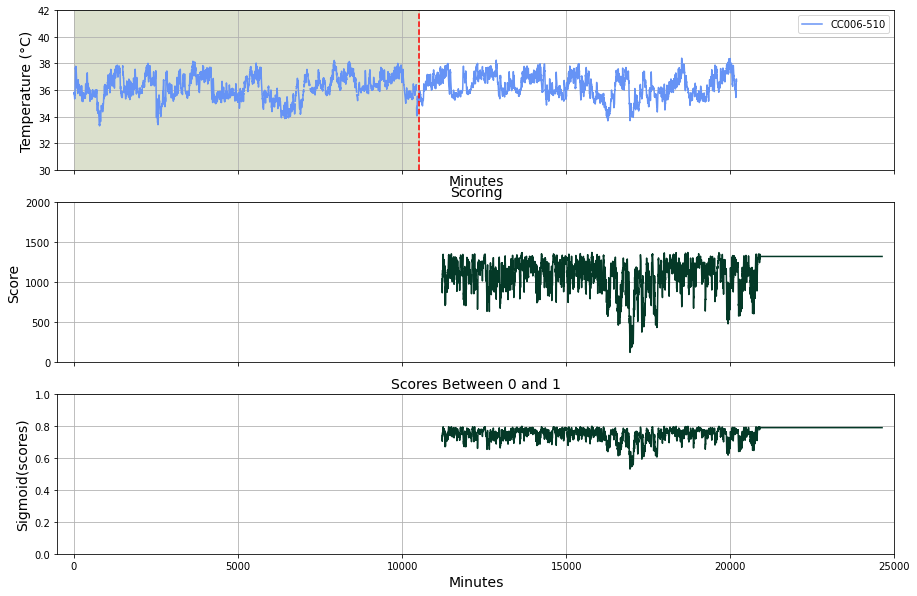 42
40
38
36
34
32
30
Temperature (°C)
CC006-510
Minutes
Scoring
2000
1500
1000
500
0
Score
Scores Between 0 and 1
1.0
0.8
0.6
0.4
0.2
0.0
Sigmoid(scores)
0 5000 10000 15000 20000 25000
Minutes